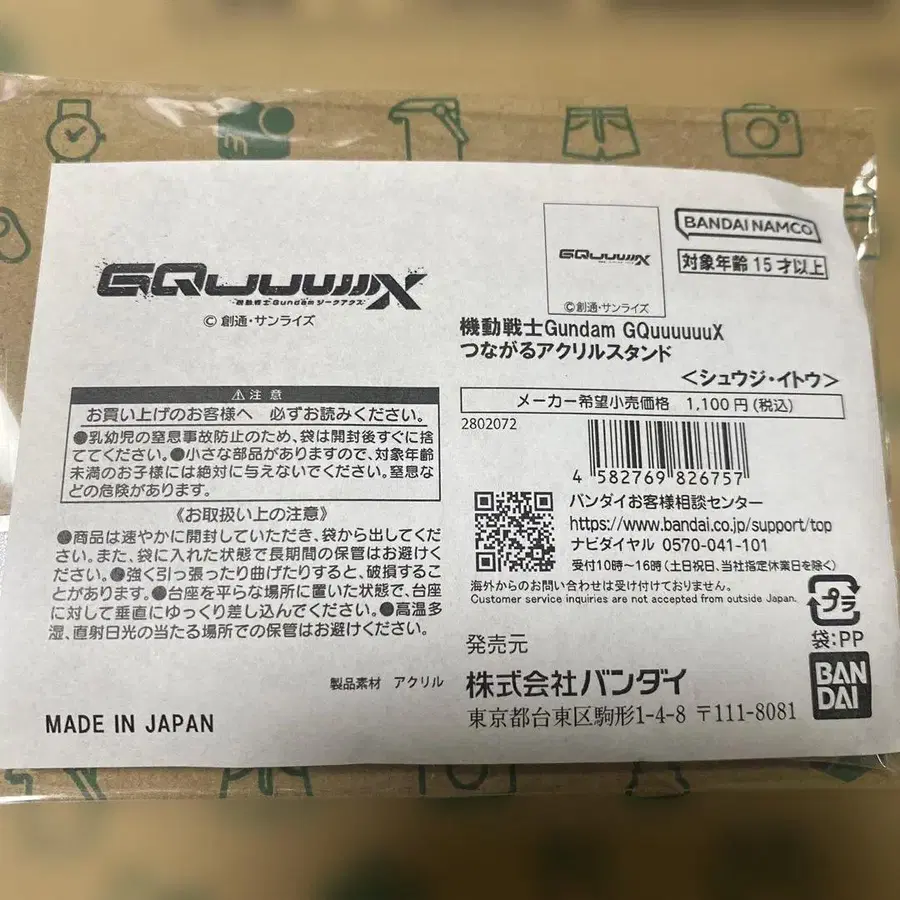 GQuuuuuuX
機動戦士Gundam ジークアクス
© 創通・サンライズ
⚠注 意
お買い上げのお客様へ 必ずお読みください。
●乳幼児の窒息事故防止のため、袋は開封後すぐに捨
ててください。●小さな部品がありますので、対象年齢
未満のお子様には絶対に与えないでください。窒息な
どの危険があります。
《お取扱い上の注意》
●商品は速やかに開封していただき、袋から出してくだ
さい。また、袋に入れた状態で長期間の保管はお避けく
ださい。●強く引っ張ったり曲げたりすると、破損するこ
とがあります。●台座を平らな場所に置いた状態で、台座
に対して垂直にゆっくり差し込んでください。●高温多
湿、直射日光の当たる場所での保管はお避けください。
製品素材 アクリル
MADE IN JAPAN
GQuuuuuuX
©創通・サンライズ
BANDAI NAMCO
対象年齢 15 才以上
機動戦士Gundam GQuuuuuuX
つながるアクリルスタンド
＜シュウジ・イトウ＞
メーカー希望小売価格 1,100円(税込)
2802072
4 582769 826757
バンダイお客様相談センター
https://www.bandai.co.jp/support/top
ナビダイヤル 0570-041-101
受付10時～16時 (土日祝日、当社指定休業日を除く)
海外からのお問い合わせは受け付けておりません。
Customer service inquiries are not accepted from outside Japan.
プラ
袋:PP
発売元
株式会社バンダイ
東京都台東区駒形1-4-8 〒111-8081
BAN
DAI